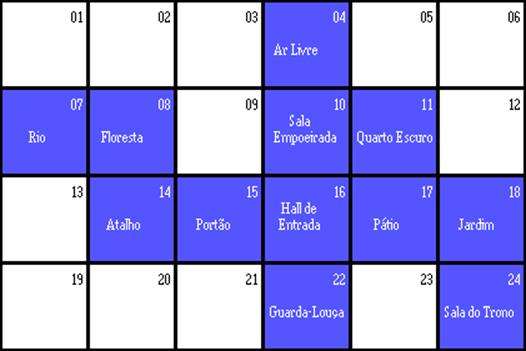 01
02
03
04
05
06
Ar Livre
07
08
09
10
11
12
Rio
Floresta
Sala
Empoeirada
Quarto Escuro
13
14
15
16
17
18
Atalho
Portão
Hall de
Entrada
Pátio
Jardim
19
20
21
22
23
24
Guarda-Louça
Sala do Trono